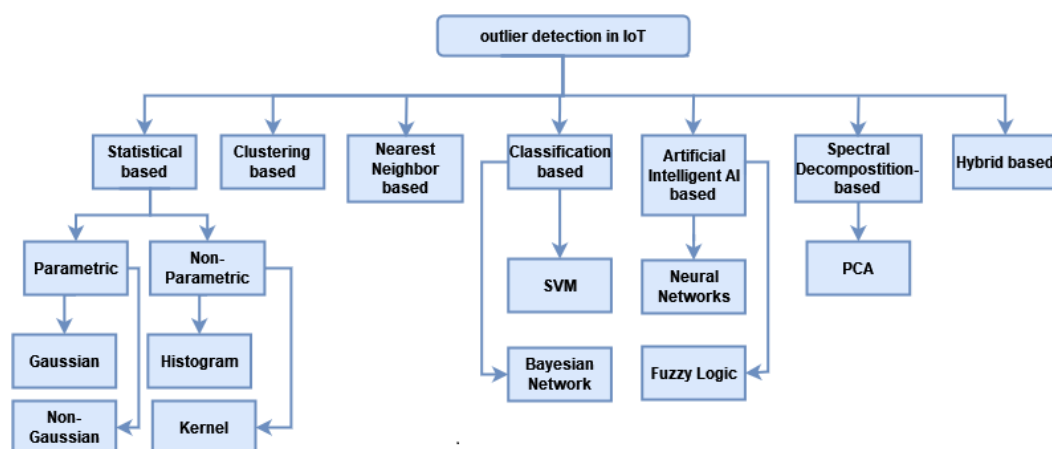 outlier detection in IoT
Statistical
based
Clustering
based
Nearest
Neighbor
based
Classification
based
Artificial
Intelligent AI
based
Spectral
Decompostition-
based
Hybrid based
Parametric
Non-
Parametric
SVM
Neural
Networks
PCA
Gaussian
Histogram
Bayesian
Network
Fuzzy Logic
Non-
Gaussian
Kernel